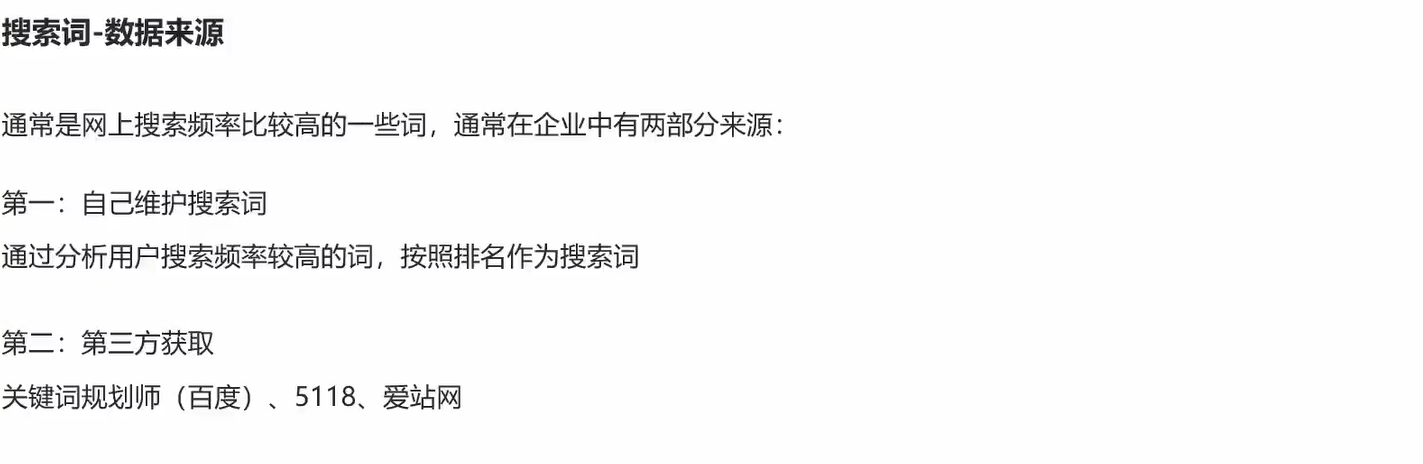 搜索词-数据来源
通常是网上搜索频率比较高的一些词，通常在企业中有两部分来源：
第一：自己维护搜索词
通过分析用户搜索频率较高的词，按照排名作为搜索词
第二：第三方获取
关键词规划师（百度）、5118、爱站网